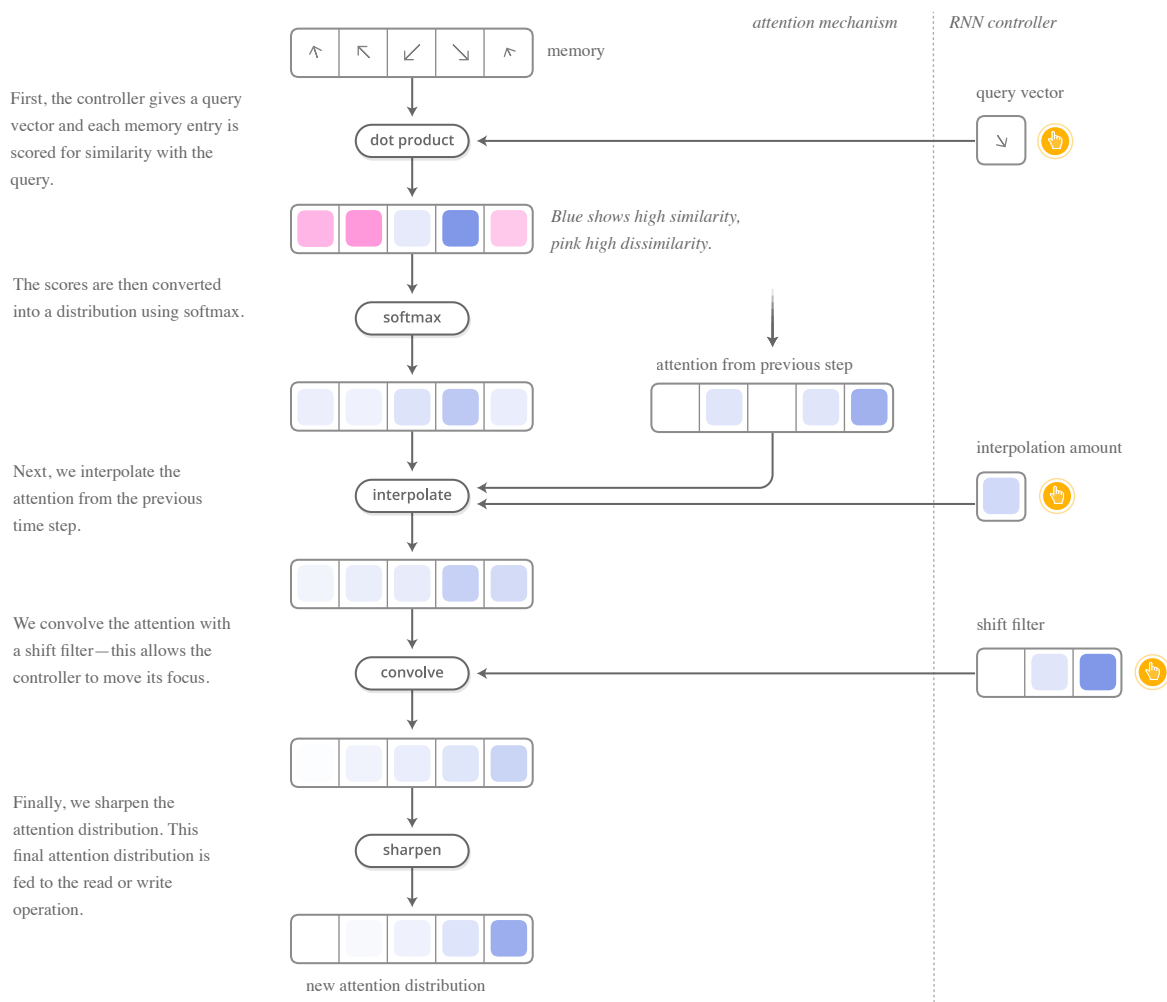 attention mechanism
RNN controller
memory
First, the controller gives a query
vector and each memory entry is
scored for similarity with the
query.
query vector
dot product
Blue shows high similarity,
pink high dissimilarity.
The scores are then converted
into a distribution using softmax.
softmax
attention from previous step
Next, we interpolate the
attention from the previous
time step.
interpolation amount
interpolate
We convolve the attention with
a shift filter—this allows the
controller to move its focus.
shift filter
convolve
Finally, we sharpen the
attention distribution. This
final attention distribution is
fed to the read or write
operation.
sharpen
new attention distribution